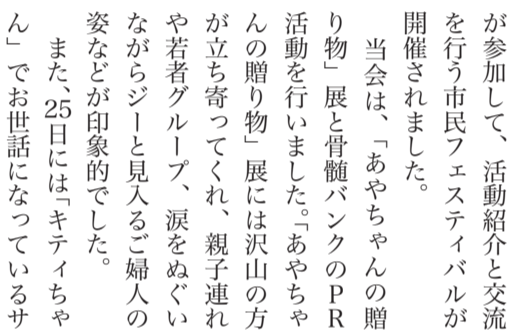 が参加して、活動紹介と交流
を行う市民フェスティバルが
開催されました。
　当会は、「あやちゃんの贈
り物」展と骨髄バンクのＰＲ
活動を行いました。「あやちゃ
んの贈り物」展には沢山の方
が立ち寄ってくれ、親子連れ
や若者グループ、涙をぬぐい
ながらジーと見入るご婦人の
姿などが印象的でした。
　また、25日には「キティちゃ
ん」でお世話になっているサ